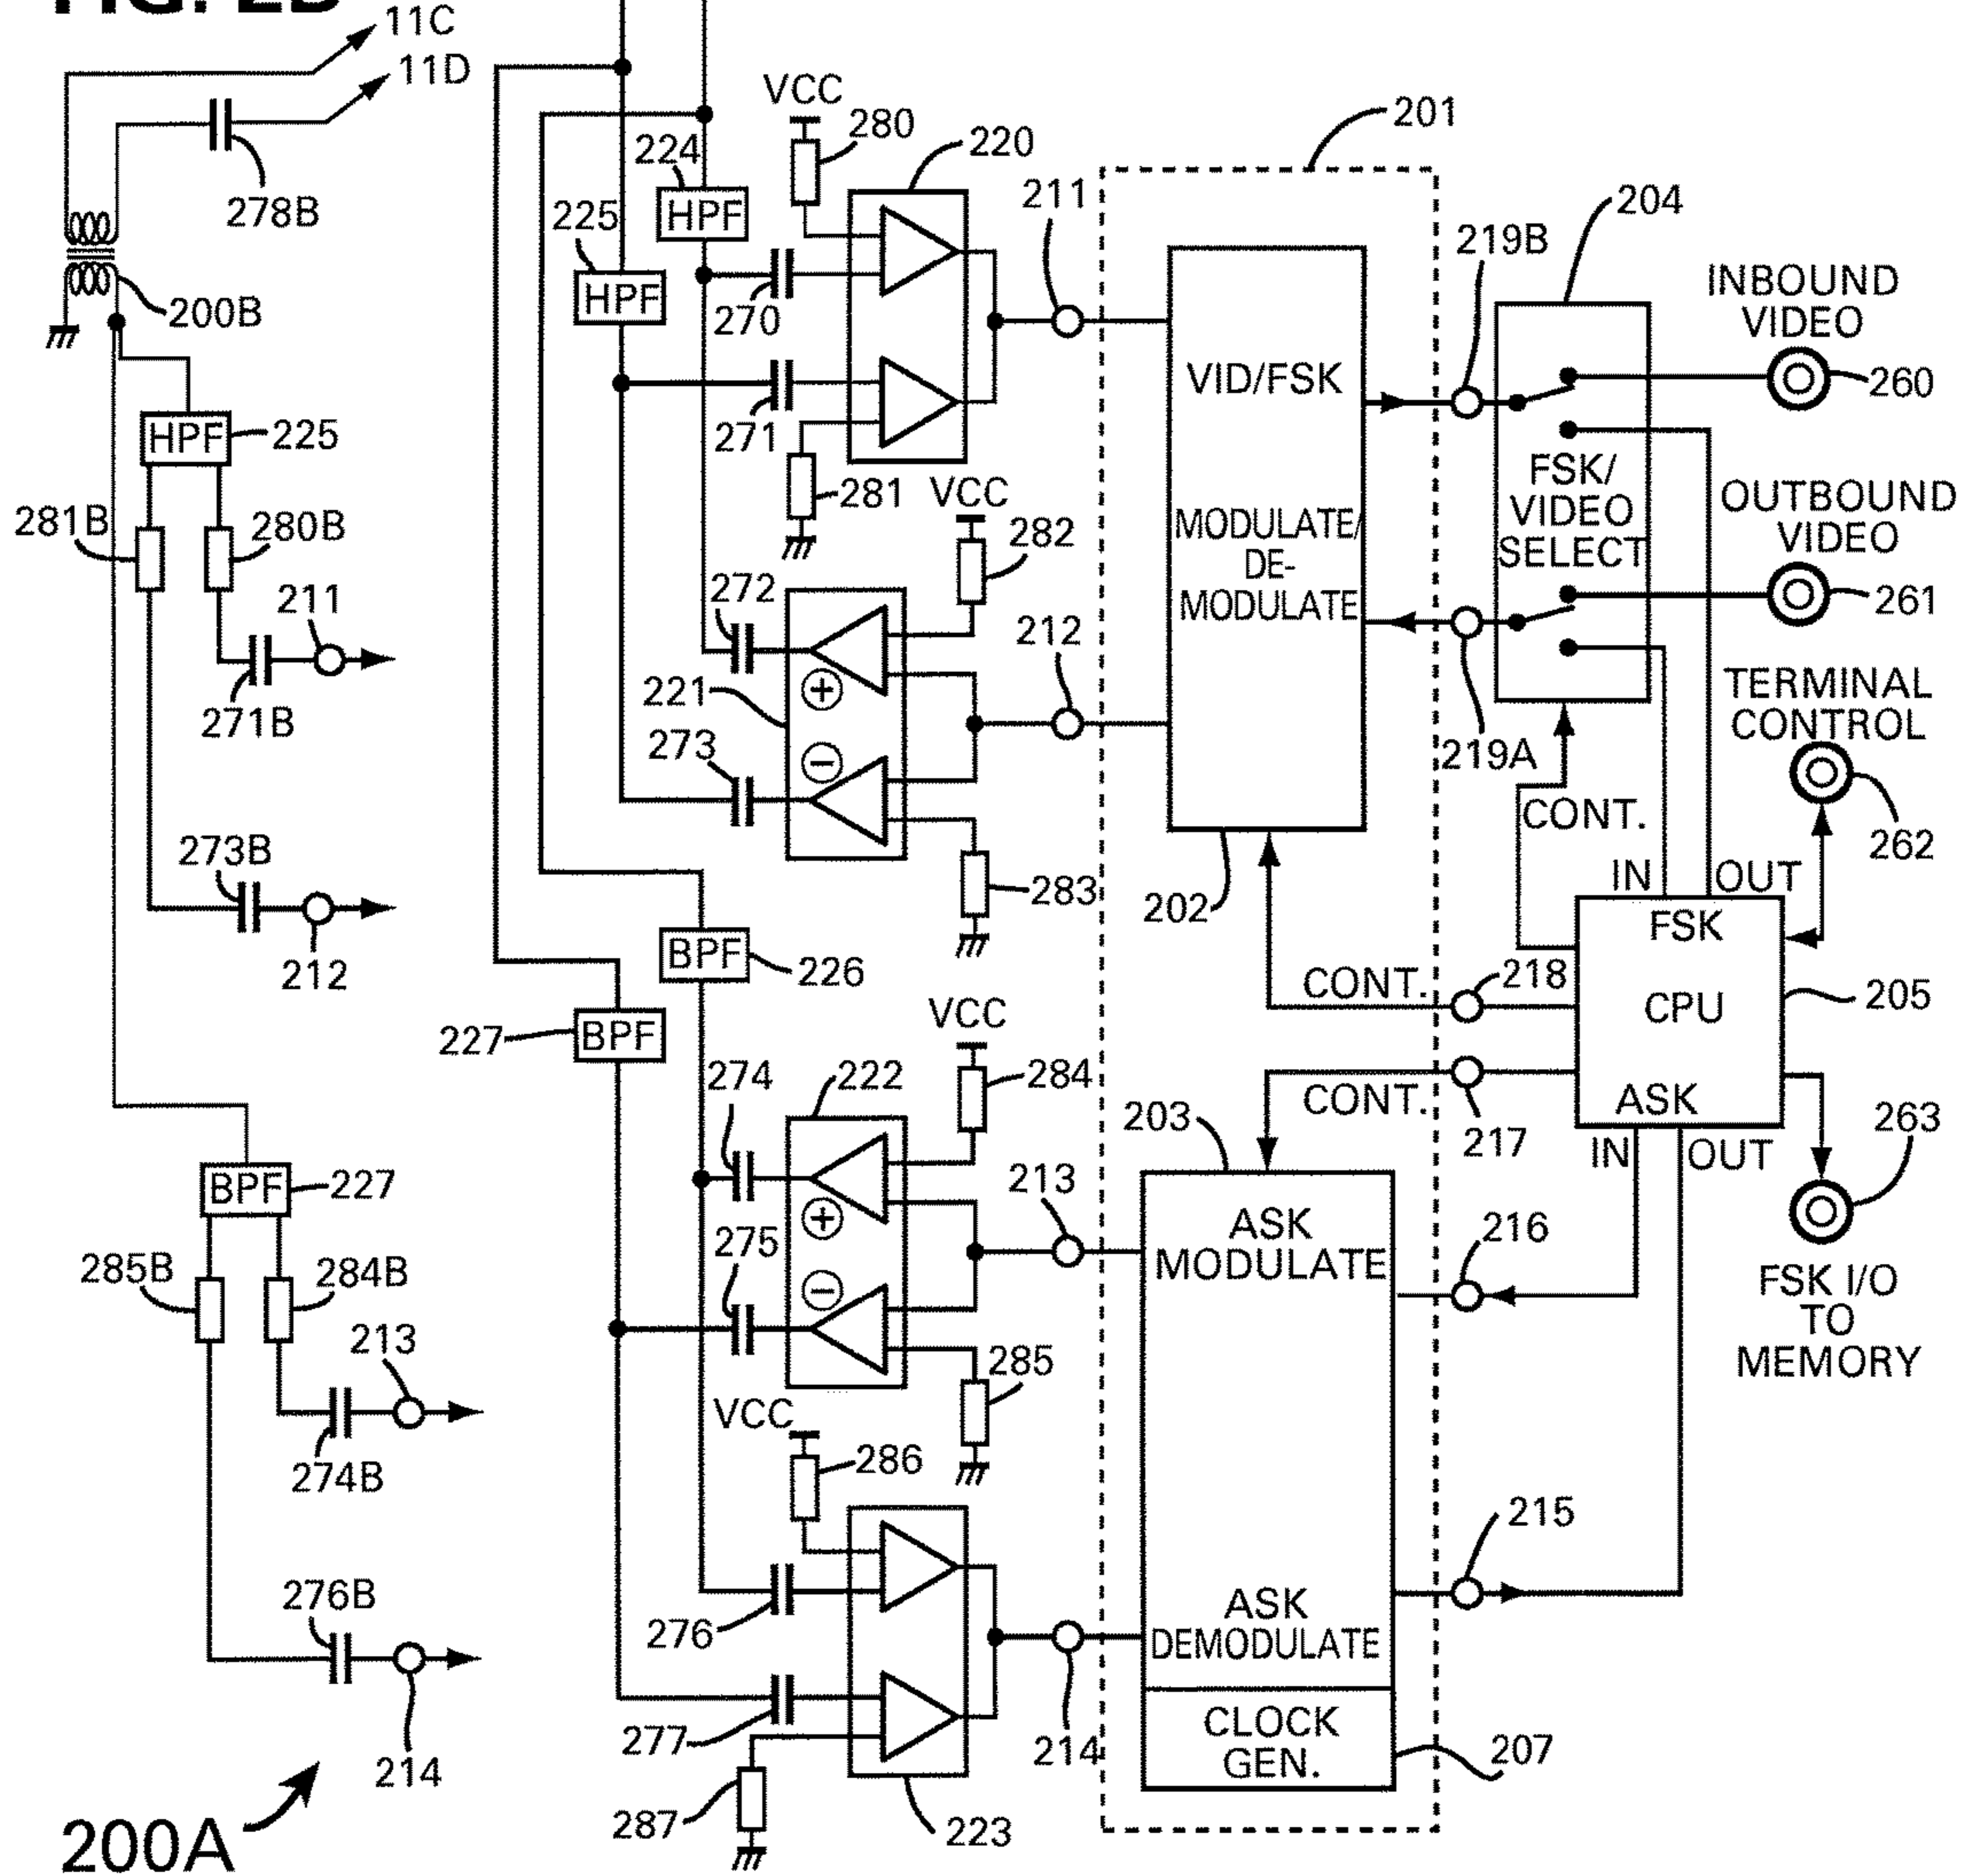 FIG. 2B
11C
11D
278B
200B
HPF
225
281B
280B
211
271B
273B
212
BPF
227
285B
284B
213
274B
276B
214
200A
VCC
280
220
224
HPF
225
HPF
270
271
281
211
VCC
282
272
221
+
-
273
212
283
BPF
226
227
BPF
VCC
284
274
222
+
275
-
213
285
VCC
286
276
277
287
223
214
201
VID/FSK
MODULATE/
DE-
MODULATE
202
CONT.
218
CONT.
217
203
ASK
MODULATE
ASK
DEMODULATE
CLOCK
GEN.
207
216
215
219B
204
FSK/
VIDEO
SELECT
219A
CONT.
INBOUND
VIDEO
260
OUTBOUND
VIDEO
261
TERMINAL
CONTROL
262
IN
OUT
FSK
CPU
ASK
205
IN
OUT
263
FSK I/O
TO
MEMORY